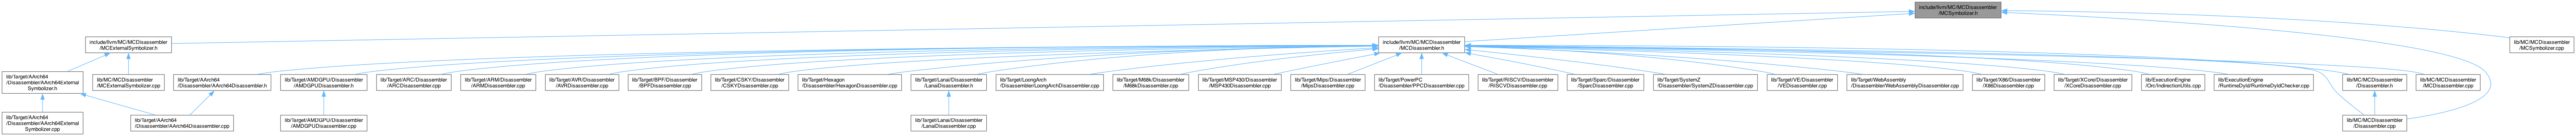 include/llvm/MC/MCDisassembler
/MCSymbolizer.h
include/llvm/MC/MCDisassembler
/MCExternalSymbolizer.h
include/llvm/MC/MCDisassembler
/MCDisassembler.h
lib/MC/MCDisassembler
/MCSymbolizer.cpp
lib/Target/AArch64
/Disassembler/AArch64External
Symbolizer.h
lib/MC/MCDisassembler
/MCExternalSymbolizer.cpp
lib/Target/AArch64
/Disassembler/AArch64Disassembler.h
lib/Target/AMDGPU/Disassembler
/AMDGPUDisassembler.h
lib/Target/ARC/Disassembler
/ARCDisassembler.cpp
lib/Target/ARM/Disassembler
/ARMDisassembler.cpp
lib/Target/AVR/Disassembler
/AVRDisassembler.cpp
lib/Target/BPF/Disassembler
/BPFDisassembler.cpp
lib/Target/CSKY/Disassembler
/CSKYDisassembler.cpp
lib/Target/Hexagon
/Disassembler/HexagonDisassembler.cpp
lib/Target/Lanai/Disassembler
/LanaiDisassembler.h
lib/Target/LoongArch
/Disassembler/LoongArchDisassembler.cpp
lib/Target/M68k/Disassembler
/M68kDisassembler.cpp
lib/Target/MSP430/Disassembler
/MSP430Disassembler.cpp
lib/Target/Mips/Disassembler
/MipsDisassembler.cpp
lib/Target/PowerPC
/Disassembler/PPCDisassembler.cpp
lib/Target/RISCV/Disassembler
/RISCVDisassembler.cpp
lib/Target/Sparc/Disassembler
/SparcDisassembler.cpp
lib/Target/SystemZ
/Disassembler/SystemZDisassembler.cpp
lib/Target/VE/Disassembler
/VEDisassembler.cpp
lib/Target/WebAssembly
/Disassembler/WebAssemblyDisassembler.cpp
lib/Target/X86/Disassembler
/X86Disassembler.cpp
lib/Target/XCore/Disassembler
/XCoreDisassembler.cpp
lib/ExecutionEngine
/Orc/IndirectionUtils.cpp
lib/ExecutionEngine
/RuntimeDyld/RuntimeDyldChecker.cpp
lib/MC/MCDisassembler
/Disassembler.h
lib/MC/MCDisassembler
/MCDisassembler.cpp
lib/Target/AArch64
/Disassembler/AArch64External
Symbolizer.cpp
lib/Target/AArch64
/Disassembler/AArch64Disassembler.cpp
lib/Target/AMDGPU/Disassembler
/AMDGPUDisassembler.cpp
lib/Target/Lanai/Disassembler
/LanaiDisassembler.cpp
lib/MC/MCDisassembler
/Disassembler.cpp